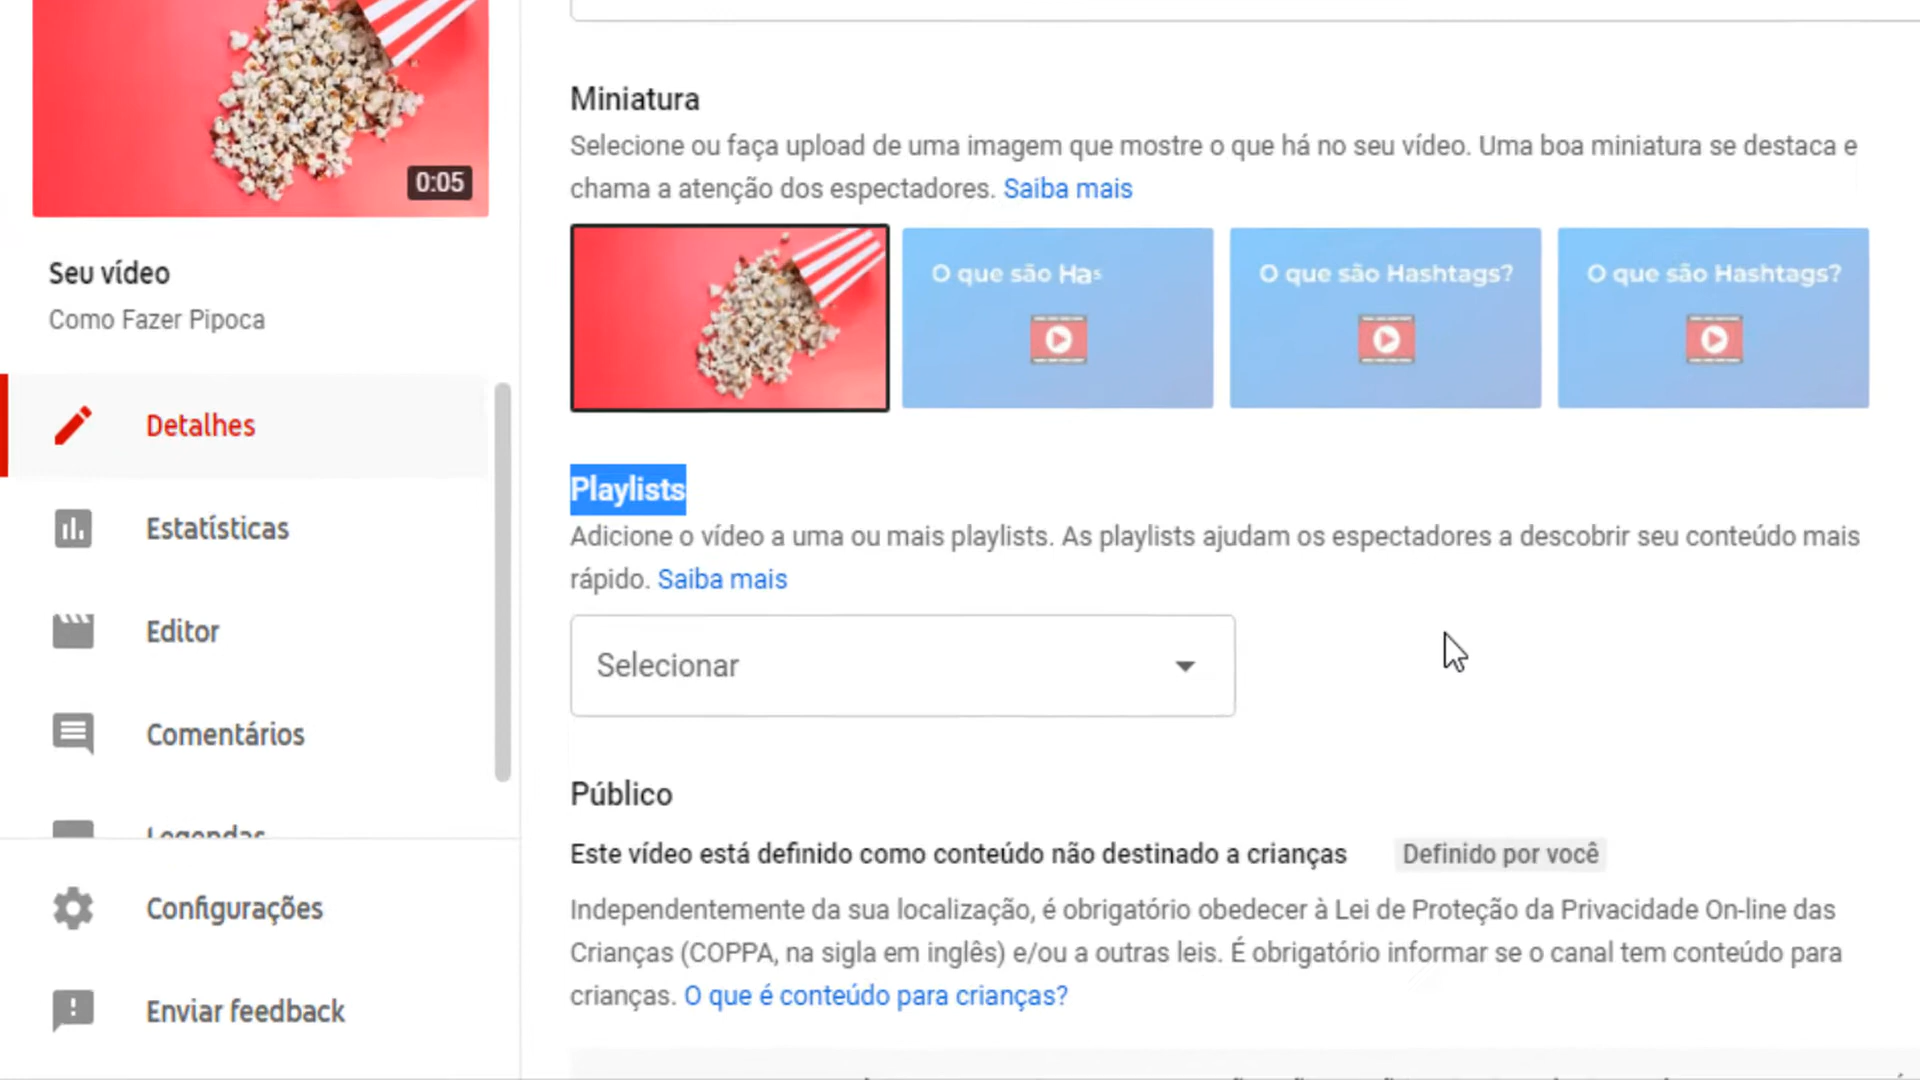 0:05
Seu vídeo
Como Fazer Pipoca
Detalhes
Estatísticas
Editor
Comentários
Legendas
Configurações
Enviar feedback
Miniatura
Selecione ou faça upload de uma imagem que mostre o que há no seu vídeo. Uma boa miniatura se destaca e
chama a atenção dos espectadores. Saiba mais
O que são Has
O que são Hashtags?
O que são Hashtags?
Playlists
Adicione o vídeo a uma ou mais playlists. As playlists ajudam os espectadores a descobrir seu conteúdo mais
rápido. Saiba mais
Selecionar
Público
Este vídeo está definido como conteúdo não destinado a crianças Definido por você
Independentemente da sua localização, é obrigatório obedecer à Lei de Proteção da Privacidade On-line das
Crianças (COPPA, na sigla em inglês) e/ou a outras leis. É obrigatório informar se o canal tem conteúdo para
crianças. O que é conteúdo para crianças?